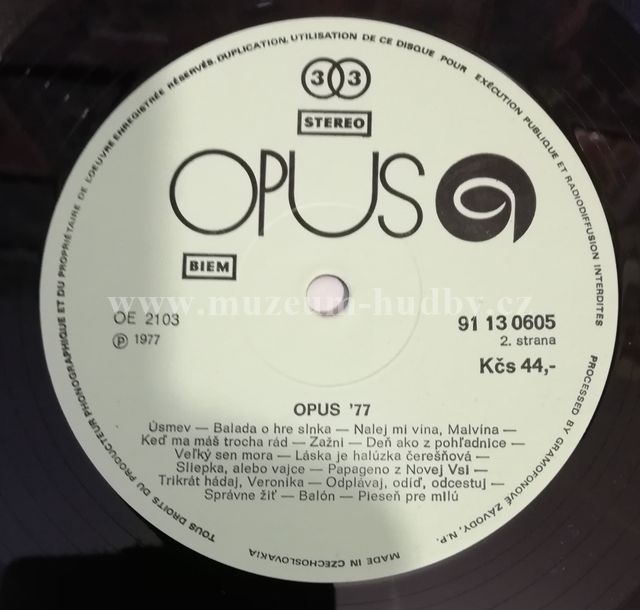 TOUS DROITS DU PRODUCTEUR PHONOGRAPHIQUE ET DU PROPRIÉTAIRE DE L'OEUVRE ENREGISTRÉE RÉSERVÉS. DUPLICATION, UTILISATION DE CE DISQUE POUR EXÉCUTION PUBLIQUE ET RADIODIFFUSION INTERDITES
33
STEREO
OPUS
BIEM
www.muzeum-hudby.cz
OE 2103
91 13 0605
Ⓟ 1977
2. strana
Kčs 44,-
OPUS '77
Úsmev — Balada o hre slnka — Nalej mi vína, Malvína —
Keď ma máš trocha rád — Zažni — Deň ako z pohľadnice —
Veľký sen mora — Láska je halúzka čerešňová —
Sliepka, alebo vajce — Papageno z Novej Vsi —
Trikrát hádaj, Veronika — Odplávaj, odíď, odcestuj —
Správne žiť — Balón — Pieseň pre milú
PROCESSED BY GRAMOFONOVÉ ZÁVODY, N.P.
MADE IN CZECHOSLOVAKIA